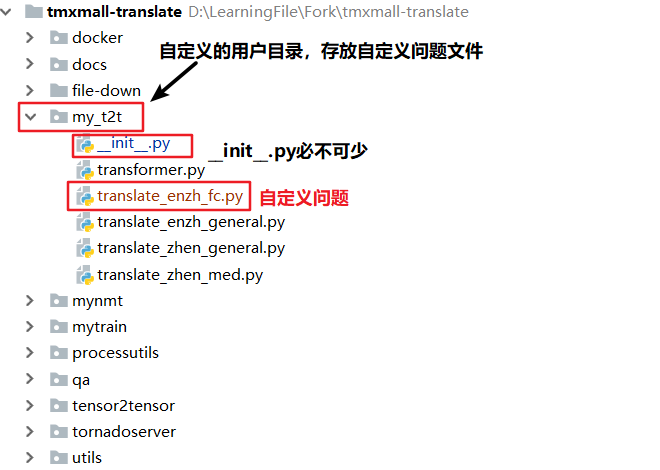 tmxmall-translate D:\LearningFile\Fork\tmxmall-translate
docker
自定义的用户目录，存放自定义问题文件
docs
file-down
my_t2t
__init__.py
__init__.py必不可少
transformer.py
translate_enzh_fc.py 自定义问题
translate_enzh_general.py
translate_zhen_general.py
translate_zhen_med.py
mynmt
mytrain
processutils
qa
tensor2tensor
tornadoserver
utils